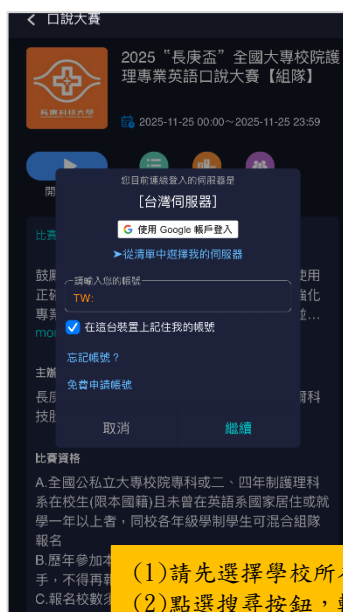 口說大賽
2025“長庚盃”全國大專校院護
理專業英語口說大賽【組隊】
長庚科技大學
2025-11-25 00:00～2025-11-25 23:59
您目前連線登入的伺服器是
[台灣伺服器]
開
G 使用 Google 帳戶登入
➤從清單中選擇我的伺服器
比賽
鼓
使用
請輸入您的帳號
正
強化
TW:
專
並...
在這台裝置上記住我的帳號
mo
忘記帳號？
主辦
免費申請帳號
長庚
爾科
技股
取消
繼續
比賽資格
A.全國公私立大專校院專科或二、四年制護理科
系在校生(限本國籍)且未曾在英語系國家居住或就
學一年以上者，同校各年級學制學生可混合組隊
報名
B.歷年參加本
手，不得再報
(1)請先選擇學校所
C.報名校數須
(2)點選搜尋按鈕，